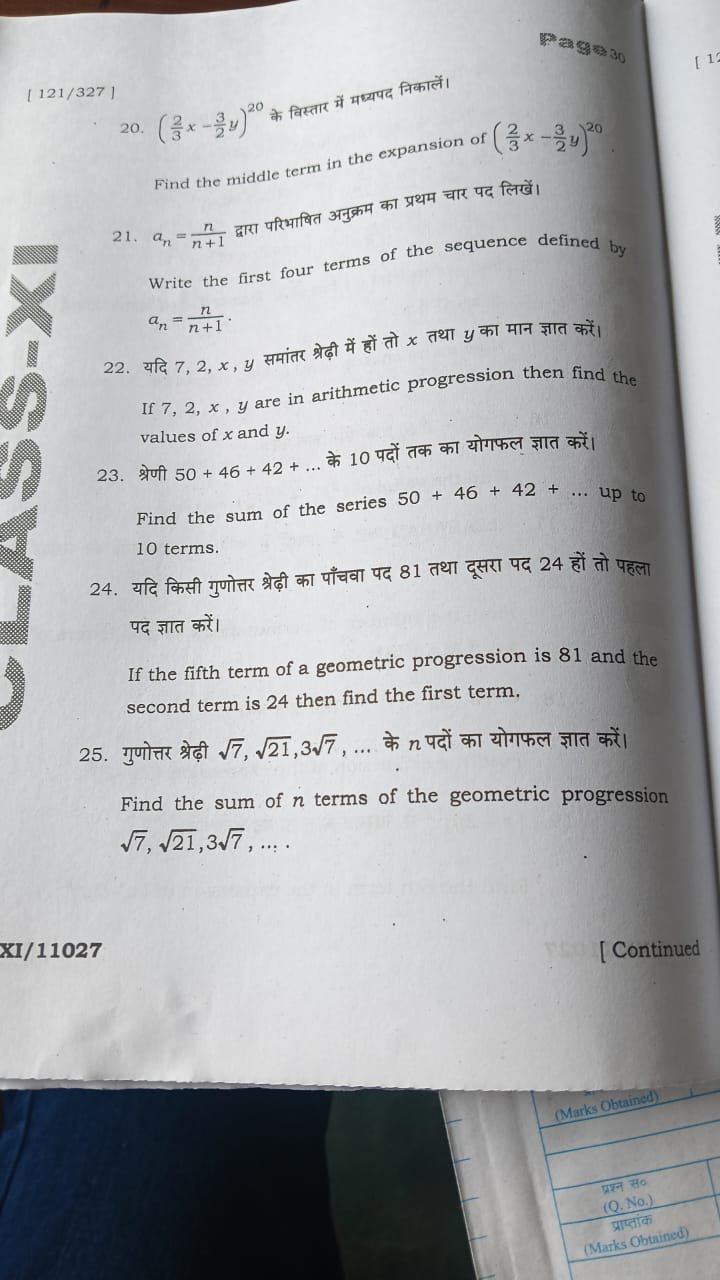 Page 30
[ 121/327 ]
[ 12
20. (2/3 x − 3/2 y)^20 के विस्तार में मध्यपद निकालें।
Find the middle term in the expansion of (2/3 x − 3/2 y)^20
21. a_n = n/(n+1) द्वारा परिभाषित अनुक्रम का प्रथम चार पद लिखें।
Write the first four terms of the sequence defined by
a_n = n/(n+1).
22. यदि 7, 2, x, y समांतर श्रेढ़ी में हों तो x तथा y का मान ज्ञात करें।
If 7, 2, x, y are in arithmetic progression then find the
values of x and y.
23. श्रेणी 50 + 46 + 42 + ... के 10 पदों तक का योगफल ज्ञात करें।
Find the sum of the series 50 + 46 + 42 + ... up to
10 terms.
24. यदि किसी गुणोत्तर श्रेढ़ी का पाँचवा पद 81 तथा दूसरा पद 24 हों तो पहला
पद ज्ञात करें।
If the fifth term of a geometric progression is 81 and the
second term is 24 then find the first term.
25. गुणोत्तर श्रेढ़ी √7, √21, 3√7, ... के n पदों का योगफल ज्ञात करें।
Find the sum of n terms of the geometric progression
√7, √21, 3√7, ... .
CLASS-XI
XI/11027
[ Continued
(Marks Obtained)
प्रश्न सं०
(Q. No.)
प्राप्तांक
(Marks Obtained)